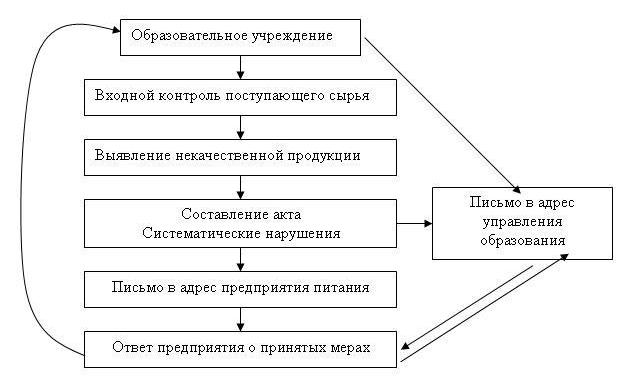 Образовательное учреждение
Входной контроль поступающего сырья
Выявление некачественной продукции
Составление акта
Систематические нарушения
Письмо в адрес
управления
образования
Письмо в адрес предприятия питания
Ответ предприятия о принятых мерах